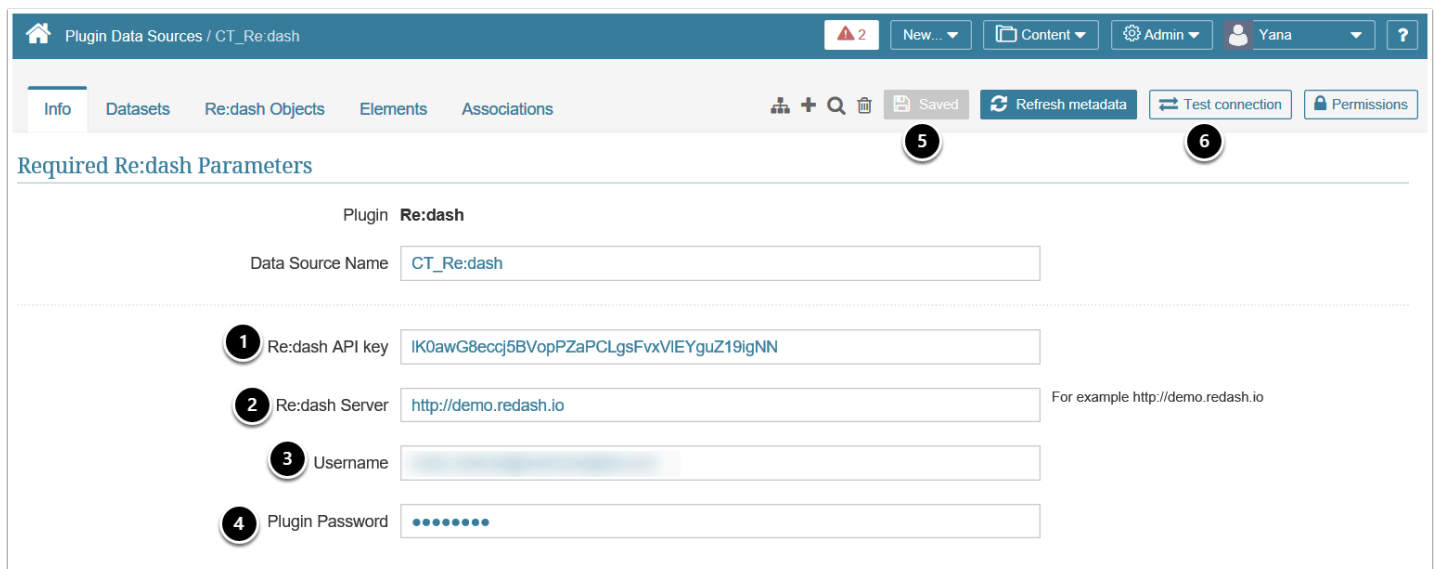 Plugin Data Sources / CT_Re:dash
2 New... Content Admin Yana ?
Info Datasets Re:dash Objects Elements Associations Saved Refresh metadata Test connection Permissions
5 6
Required Re:dash Parameters
Plugin Re:dash
Data Source Name CT_Re:dash
1 Re:dash API key lK0awG8eccj5BVopPZaPCLgsFvxVlEYguZ19igNN
2 Re:dash Server http://demo.redash.io For example http://demo.redash.io
3 Username
4 Plugin Password ●●●●●●●●